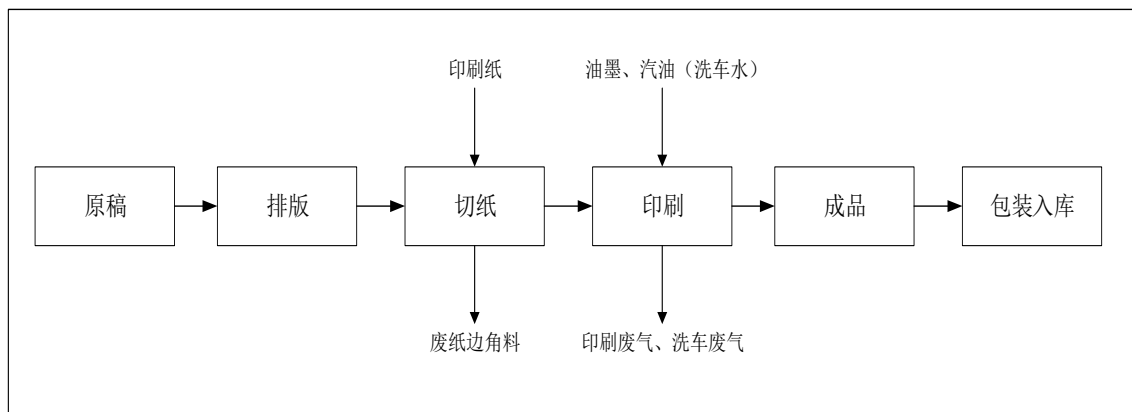 印刷纸
油墨、汽油（洗车水）
原稿
排版
切纸
印刷
成品
包装入库
废纸边角料
印刷废气、洗车废气